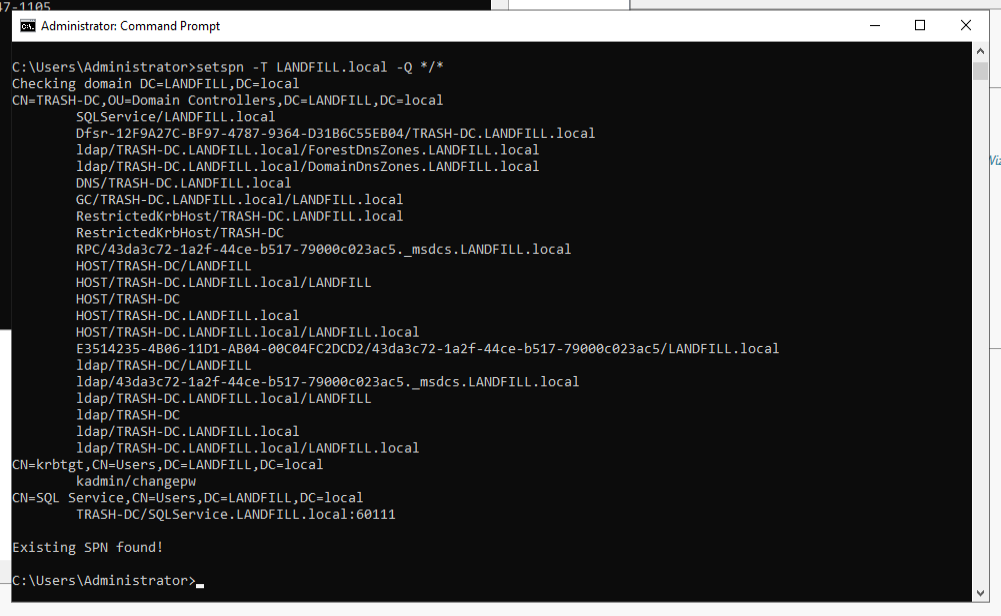 47-1105
Administrator: Command Prompt
C:\Users\Administrator>setspn -T LANDFILL.local -Q */*
Checking domain DC=LANDFILL,DC=local
CN=TRASH-DC,OU=Domain Controllers,DC=LANDFILL,DC=local
SQLService/LANDFILL.local
Dfsr-12F9A27C-BF97-4787-9364-D31B6C55EB04/TRASH-DC.LANDFILL.local
ldap/TRASH-DC.LANDFILL.local/ForestDnsZones.LANDFILL.local
ldap/TRASH-DC.LANDFILL.local/DomainDnsZones.LANDFILL.local
DNS/TRASH-DC.LANDFILL.local
GC/TRASH-DC.LANDFILL.local/LANDFILL.local
RestrictedKrbHost/TRASH-DC.LANDFILL.local
RestrictedKrbHost/TRASH-DC
RPC/43da3c72-1a2f-44ce-b517-79000c023ac5._msdcs.LANDFILL.local
HOST/TRASH-DC/LANDFILL
HOST/TRASH-DC.LANDFILL.local/LANDFILL
HOST/TRASH-DC
HOST/TRASH-DC.LANDFILL.local
HOST/TRASH-DC.LANDFILL.local/LANDFILL.local
E3514235-4B06-11D1-AB04-00C04FC2DCD2/43da3c72-1a2f-44ce-b517-79000c023ac5/LANDFILL.local
ldap/TRASH-DC/LANDFILL
ldap/43da3c72-1a2f-44ce-b517-79000c023ac5._msdcs.LANDFILL.local
ldap/TRASH-DC.LANDFILL.local/LANDFILL
ldap/TRASH-DC
ldap/TRASH-DC.LANDFILL.local
ldap/TRASH-DC.LANDFILL.local/LANDFILL.local
CN=krbtgt,CN=Users,DC=LANDFILL,DC=local
kadmin/changepw
CN=SQL Service,CN=Users,DC=LANDFILL,DC=local
TRASH-DC/SQLService.LANDFILL.local:60111
Existing SPN found!
C:\Users\Administrator>